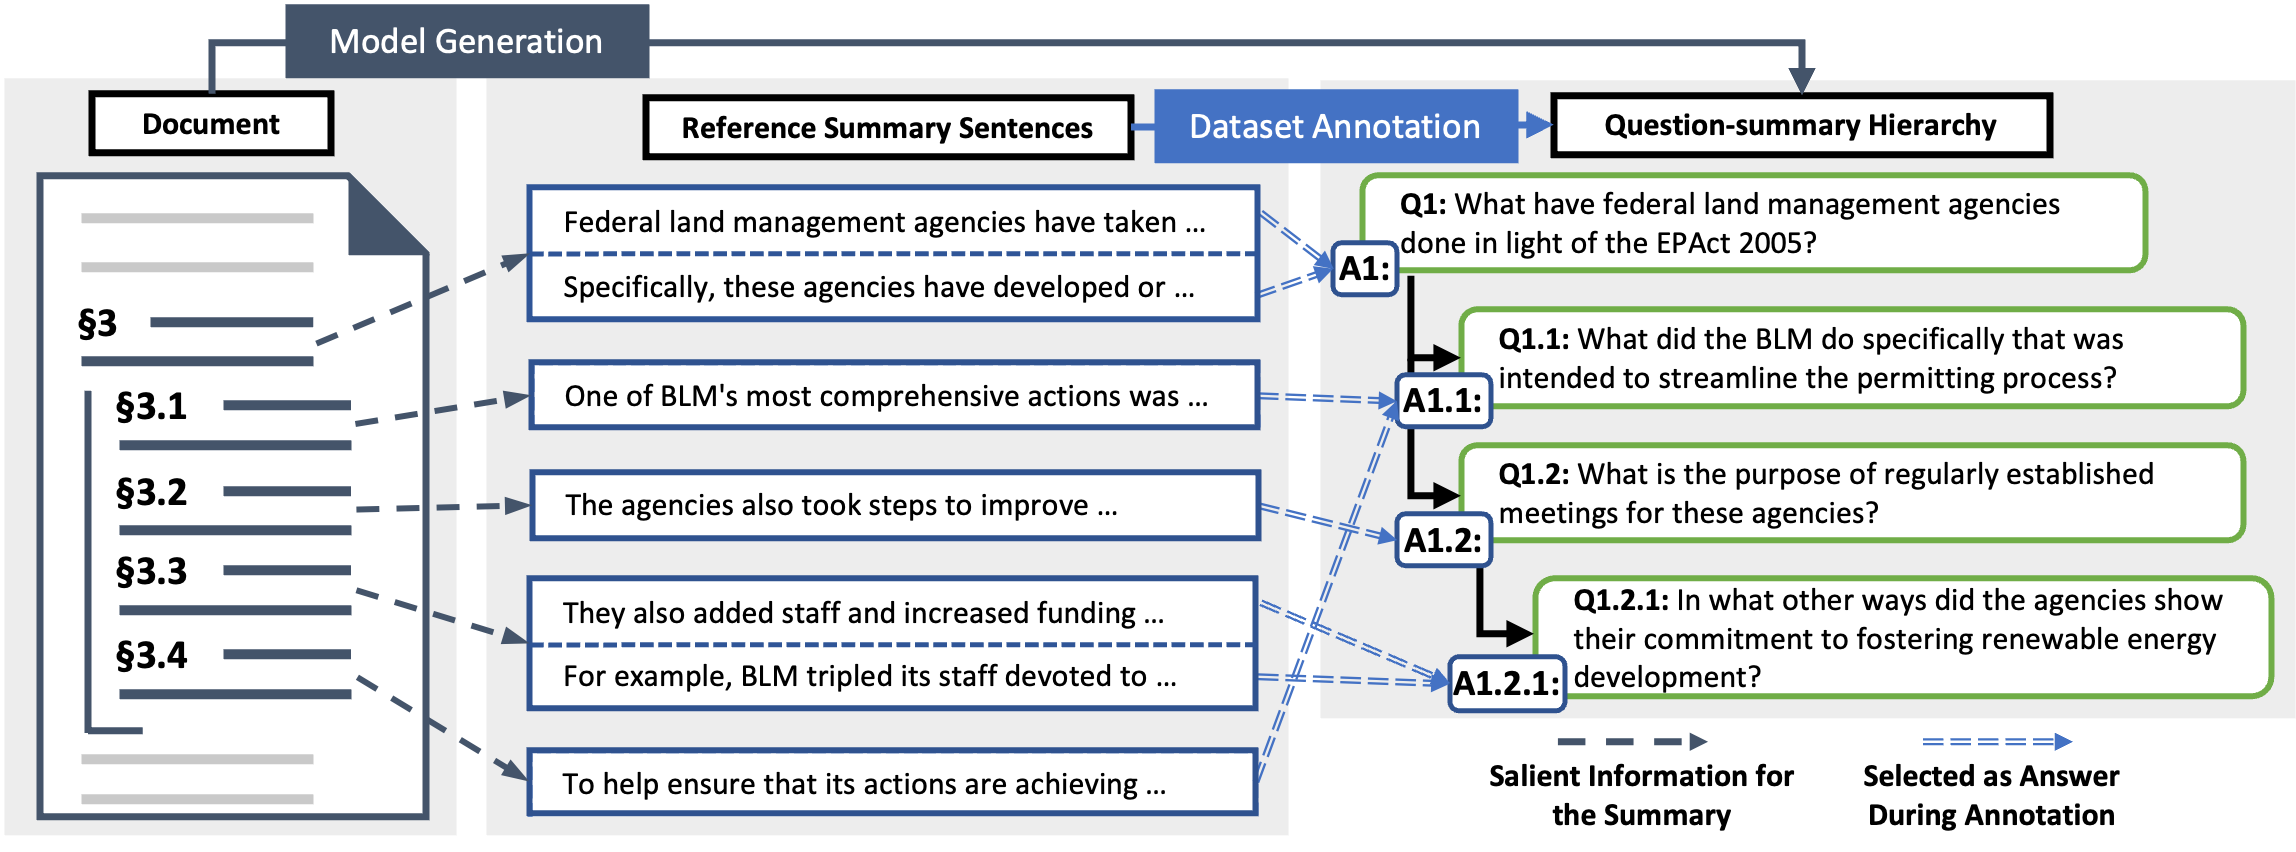 Model Generation
Document
Reference Summary Sentences
Dataset Annotation
Question-summary Hierarchy
§3
§3.1
§3.2
§3.3
§3.4
Federal land management agencies have taken ...
Specifically, these agencies have developed or ...
One of BLM's most comprehensive actions was ...
The agencies also took steps to improve ...
They also added staff and increased funding ...
For example, BLM tripled its staff devoted to ...
To help ensure that its actions are achieving ...
Q1: What have federal land management agencies
done in light of the EPAct 2005?
A1:
Q1.1: What did the BLM do specifically that was
intended to streamline the permitting process?
A1.1:
Q1.2: What is the purpose of regularly established
meetings for these agencies?
A1.2:
Q1.2.1: In what other ways did the agencies show
their commitment to fostering renewable energy
development?
A1.2.1:
Salient Information for
the Summary
Selected as Answer
During Annotation